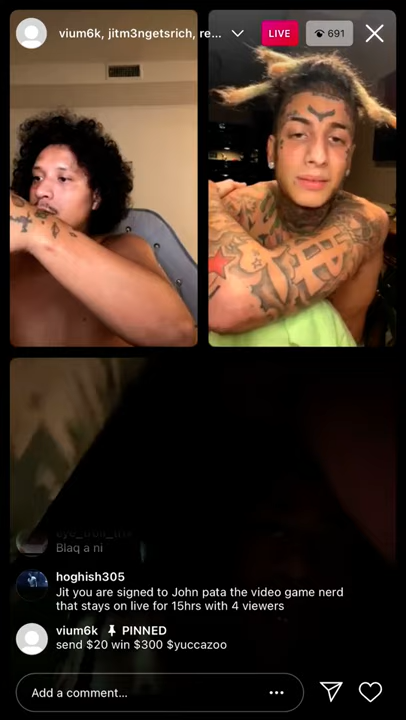 vium6k, jitm3ngetsrich, re...
LIVE
691
Blaq a ni
hoghish305
Jit you are signed to John pata the video game nerd
that stays on live for 15hrs with 4 viewers
vium6k PINNED
send $20 win $300 $yuccazoo
Add a comment...